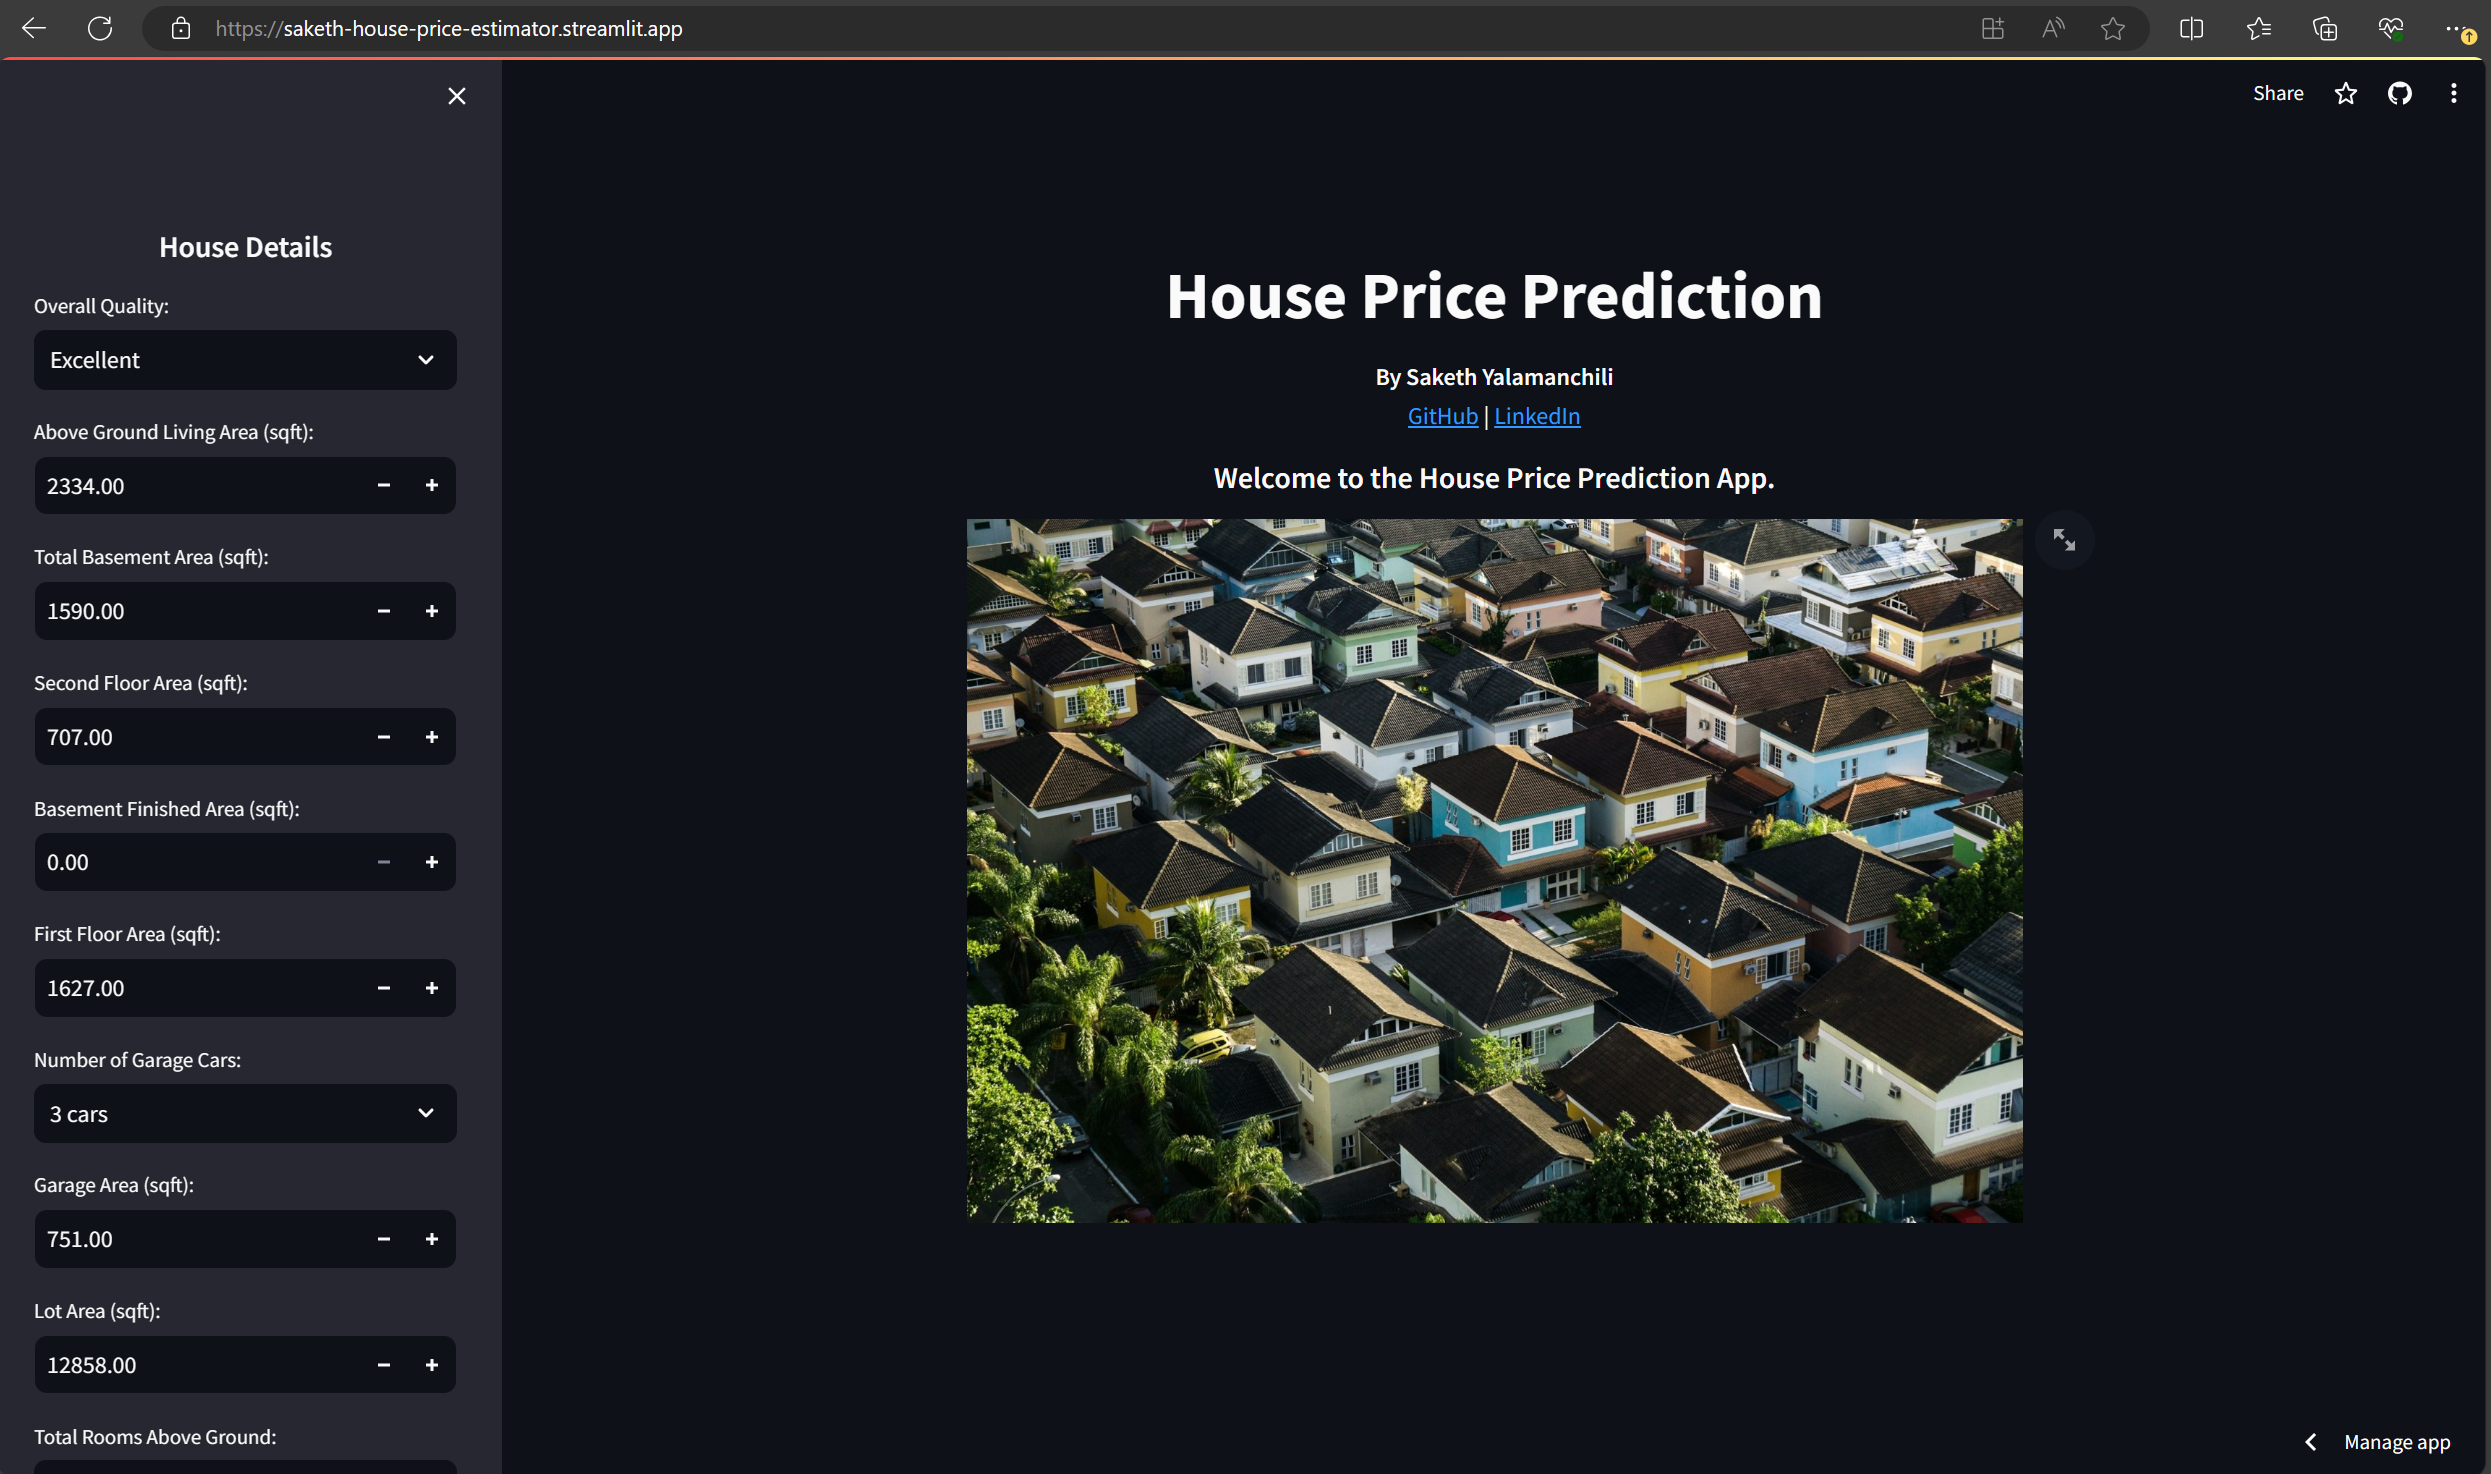 https://saketh-house-price-estimator.streamlit.app
Share
House Details
Overall Quality:
Excellent
Above Ground Living Area (sqft):
2334.00
Total Basement Area (sqft):
1590.00
Second Floor Area (sqft):
707.00
Basement Finished Area (sqft):
0.00
First Floor Area (sqft):
1627.00
Number of Garage Cars:
3 cars
Garage Area (sqft):
751.00
Lot Area (sqft):
12858.00
Total Rooms Above Ground:
House Price Prediction
By Saketh Yalamanchili
GitHub | LinkedIn
Welcome to the House Price Prediction App.
Manage app